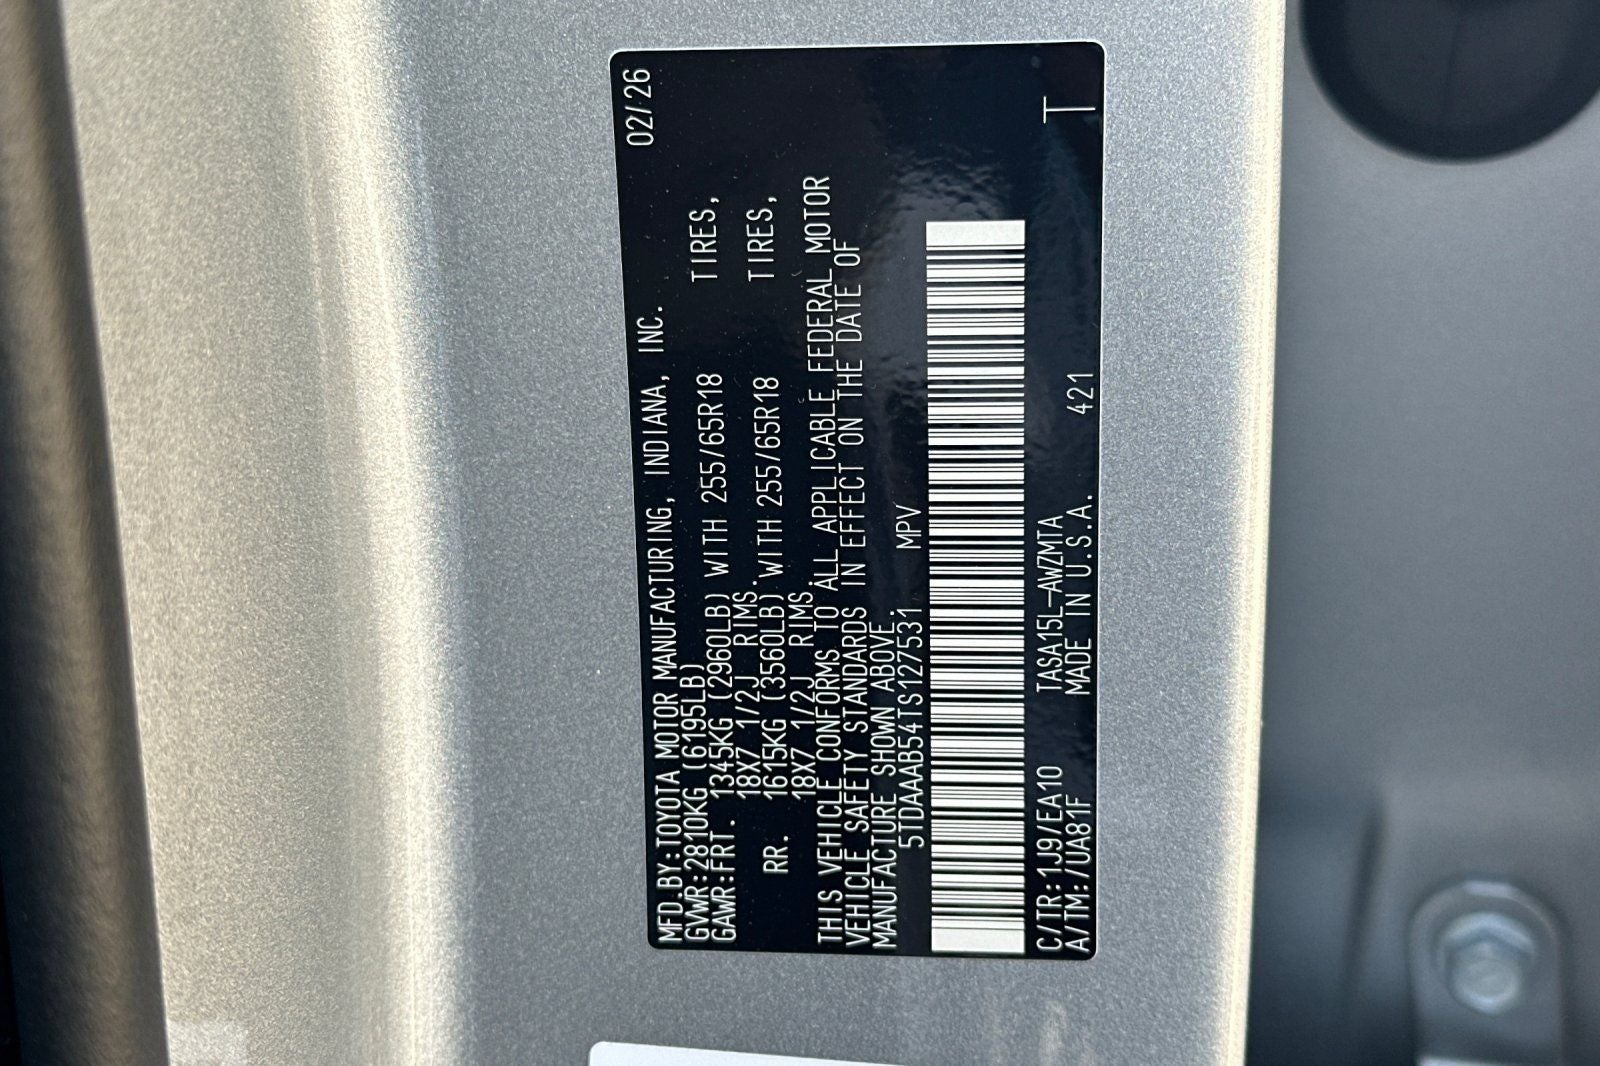 02/26
MFD.BY:TOYOTA MOTOR MANUFACTURING, INDIANA, INC.
GVWR:2810KG (6195LB)
GAWR:FRT. 1345KG (2960LB) WITH 255/65R18 TIRES,
18X7 1/2J RIMS.
RR. 1615KG (3560LB) WITH 255/65R18 TIRES,
18X7 1/2J RIMS.
THIS VEHICLE CONFORMS TO ALL APPLICABLE FEDERAL MOTOR
VEHICLE SAFETY STANDARDS IN EFFECT ON THE DATE OF
MANUFACTURE SHOWN ABOVE.
5TDAAAB54TS127531 MPV
C/TR:1J9/EA10 TASA15L-AWZMTA
A/TM:/UA81F MADE IN U.S.A. 421
T